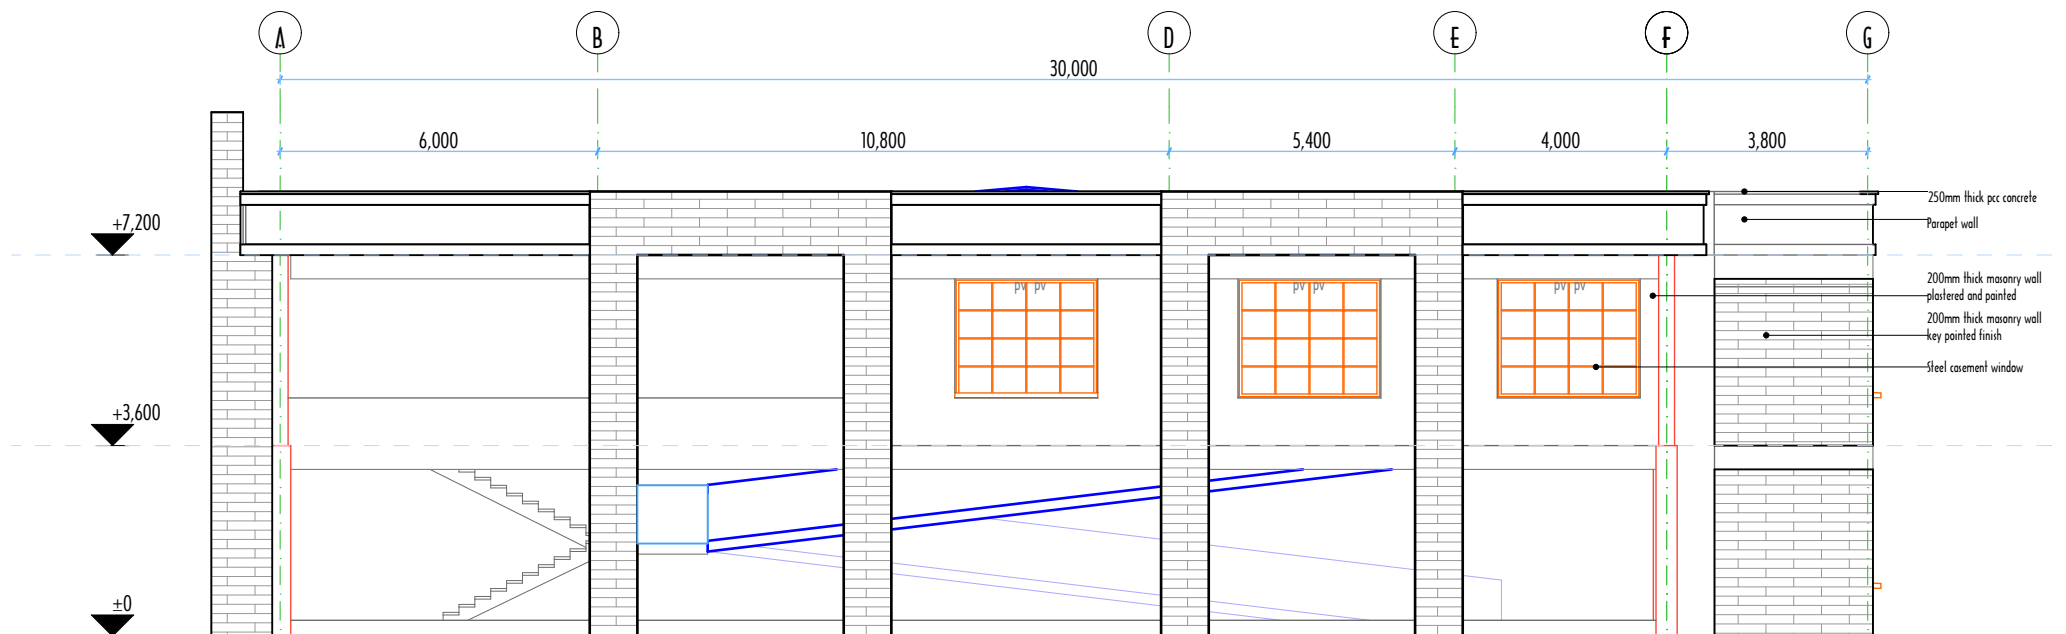 A B D E F G
30,000
6,000 10,800 5,400 4,000 3,800
250mm thick pcc concrete
+7,200
Parapet wall
200mm thick masonry wall
plastered and painted
pv pv pv pv pv pv
200mm thick masonry wall
key pointed finish
Steel casement window
+3,600
±0